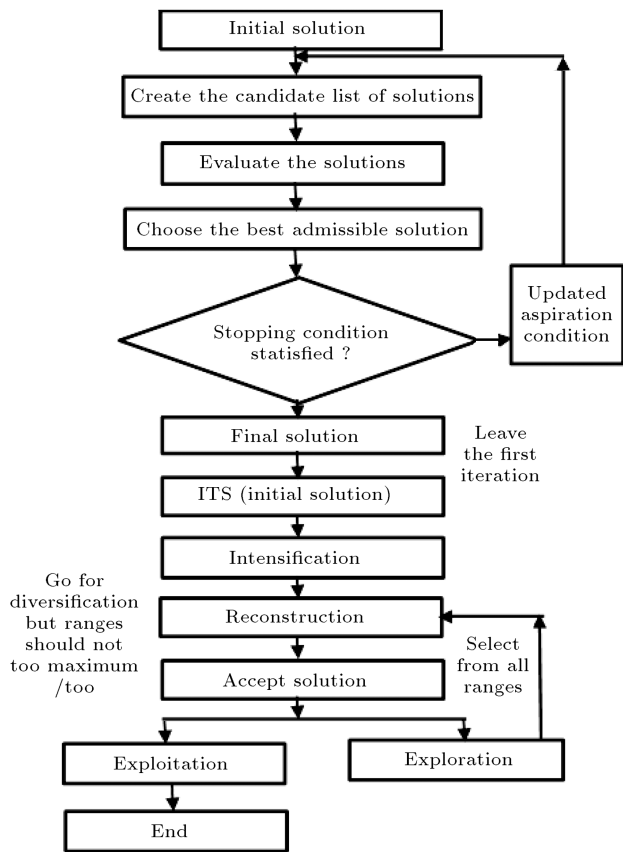 Initial solution
Create the candidate list of solutions
Evaluate the solutions
Choose the best admissible solution
Stopping condition
statisfied ?
Updated
aspiration
condition
Final solution
Leave
the first
iteration
ITS (initial solution)
Intensification
Go for
diversification
but ranges
should not
too maximum
/too
Reconstruction
Select
from all
ranges
Accept solution
Exploitation
Exploration
End